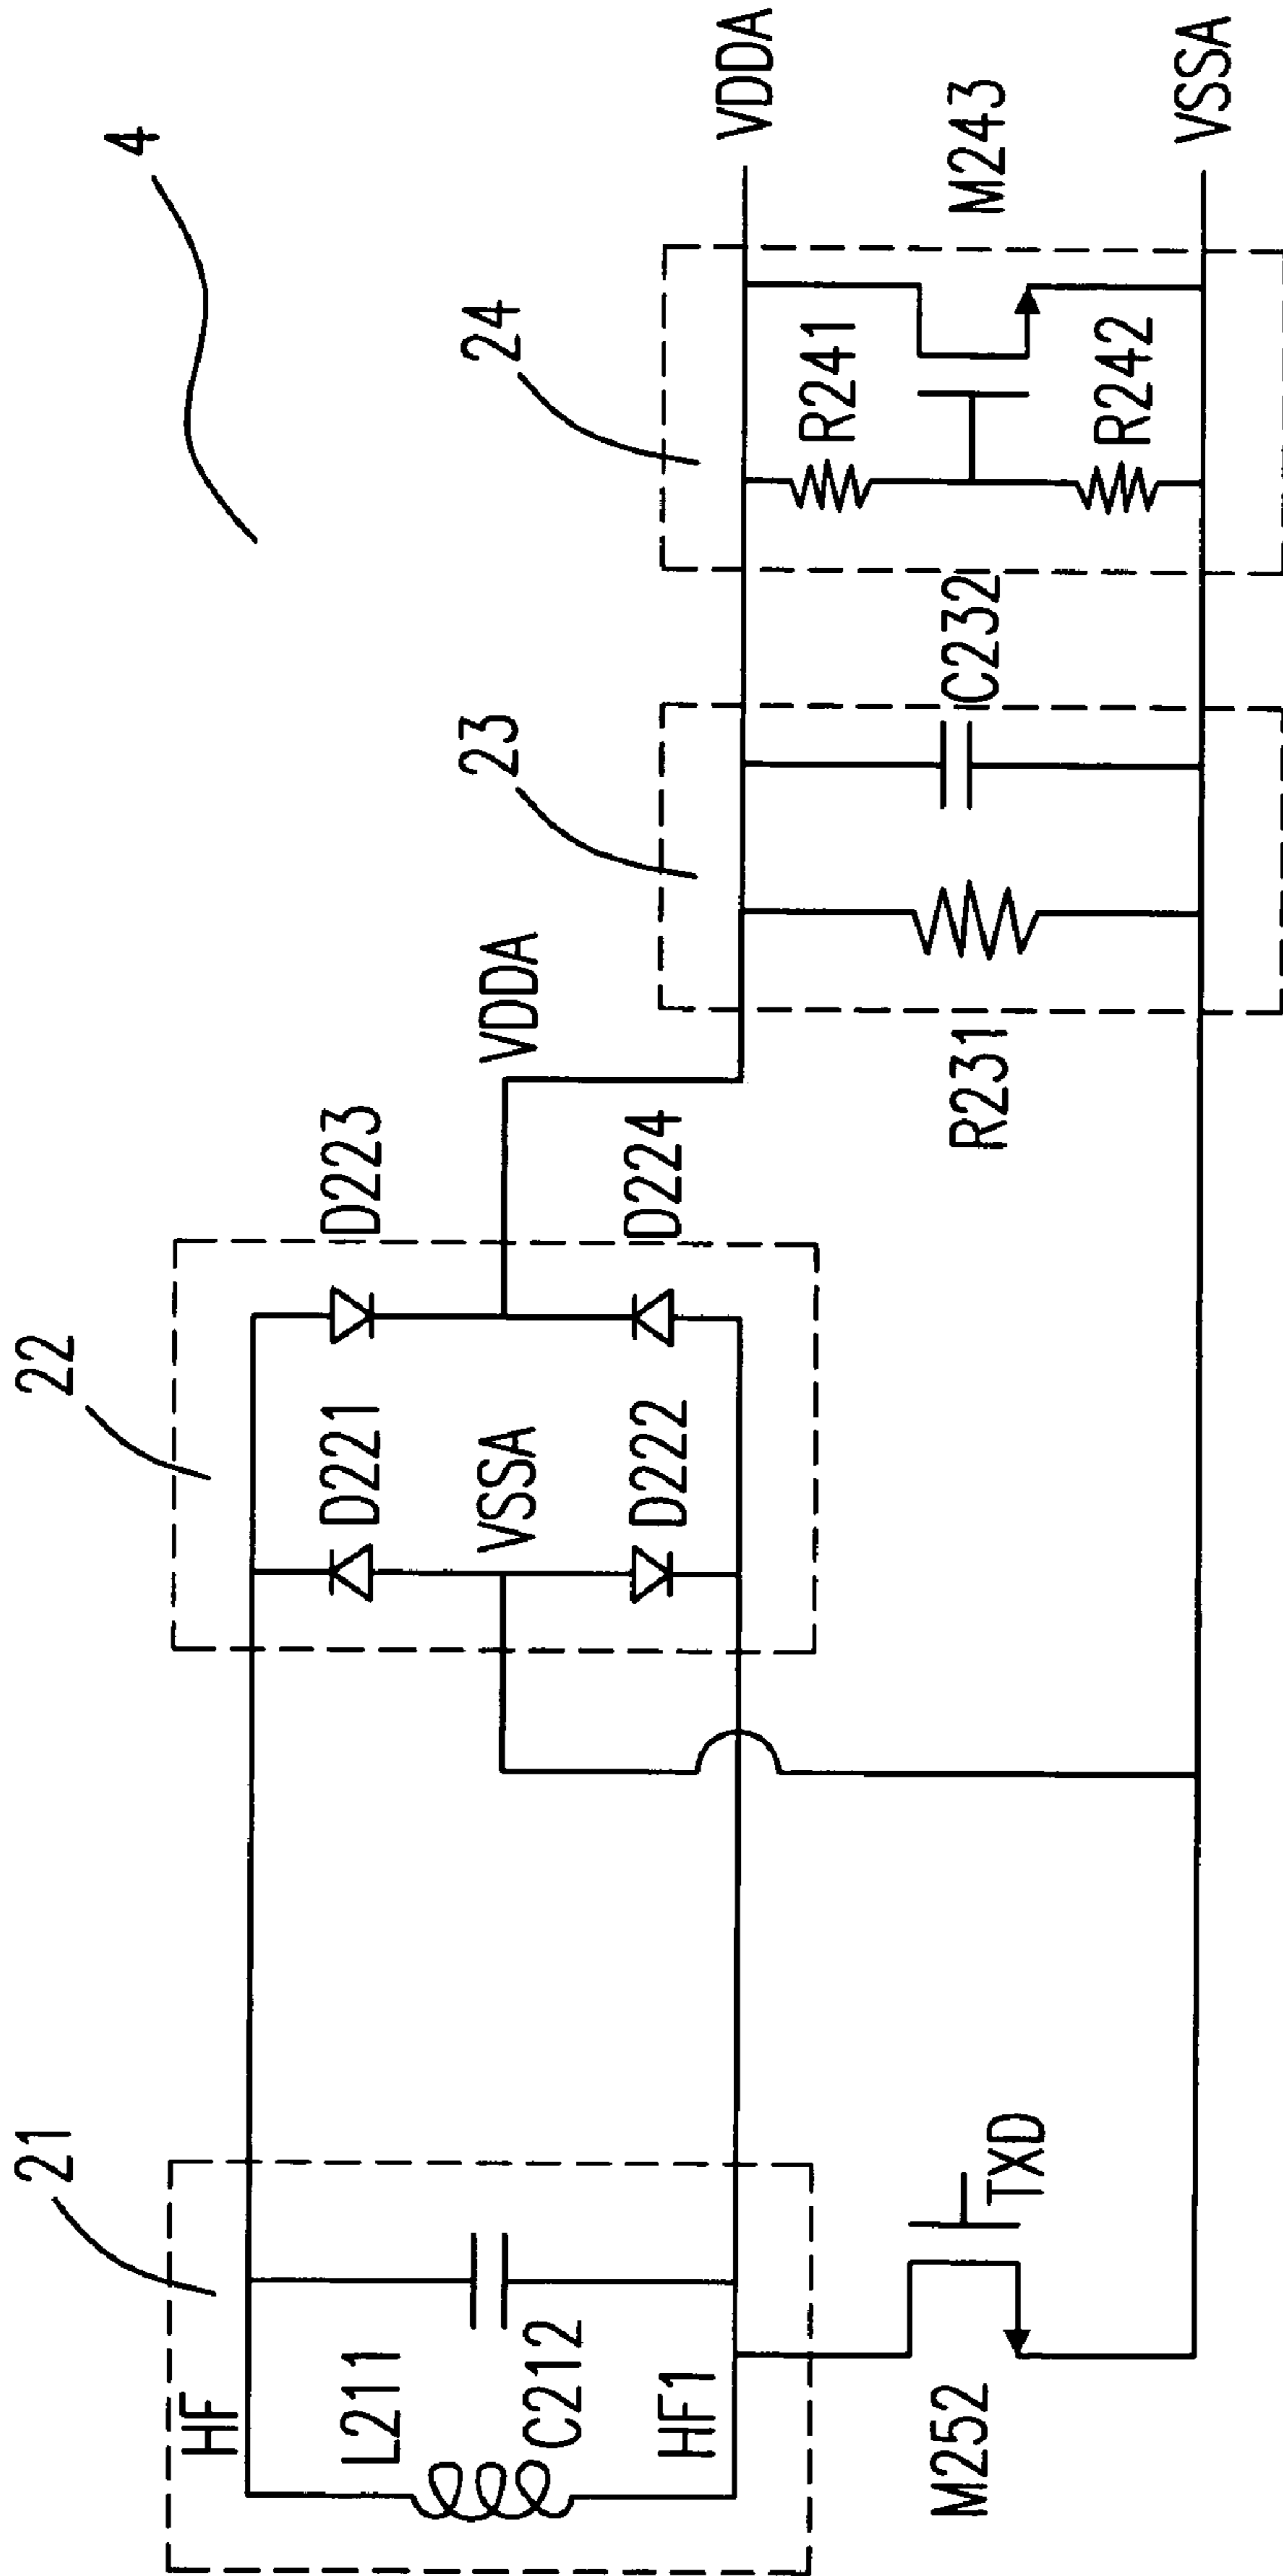 4
21
22
23
24
HF
L211
C212
HF1
M252
TXD
D221
VSSA
D222
D223
D224
VDDA
R231
C232
R241
R242
M243
VDDA
VSSA